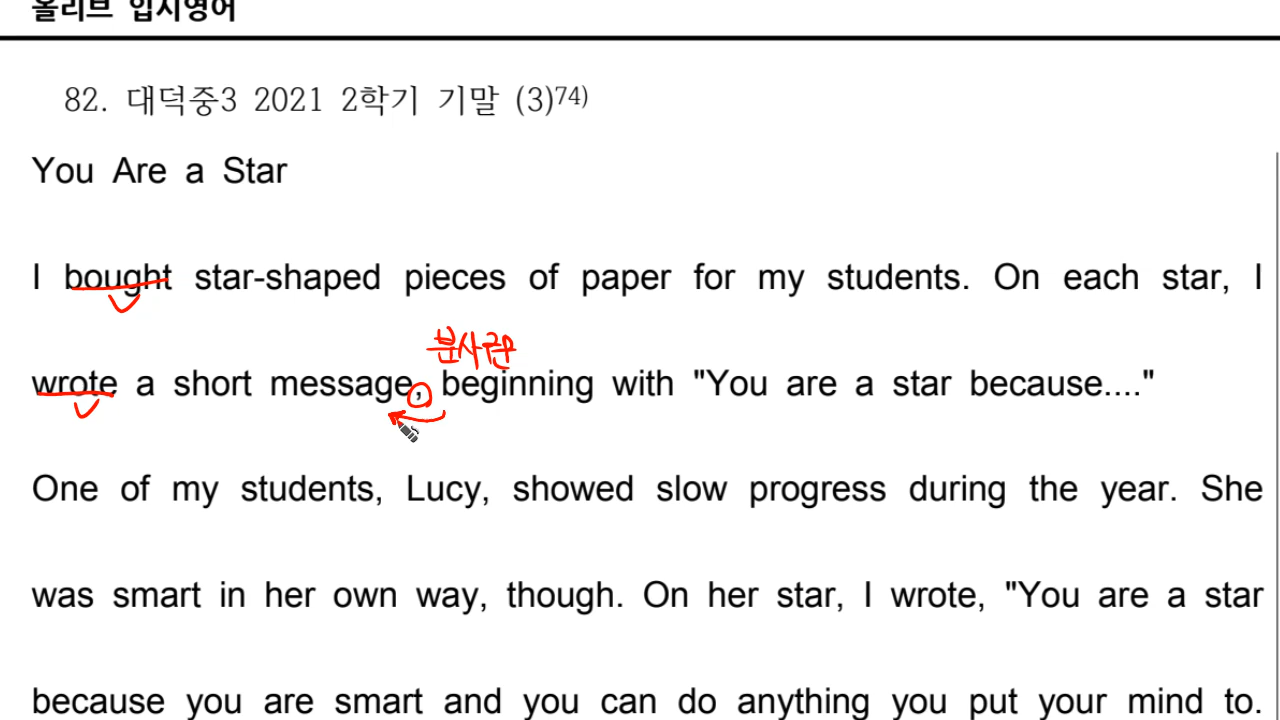 올리브 입시영어
82. 대덕중3 2021 2학기 기말 (3)74)
You Are a Star
I bought star-shaped pieces of paper for my students. On each star, I
분사구문
wrote a short message, beginning with "You are a star because...."
One of my students, Lucy, showed slow progress during the year. She
was smart in her own way, though. On her star, I wrote, "You are a star
because you are smart and you can do anything you put your mind to.